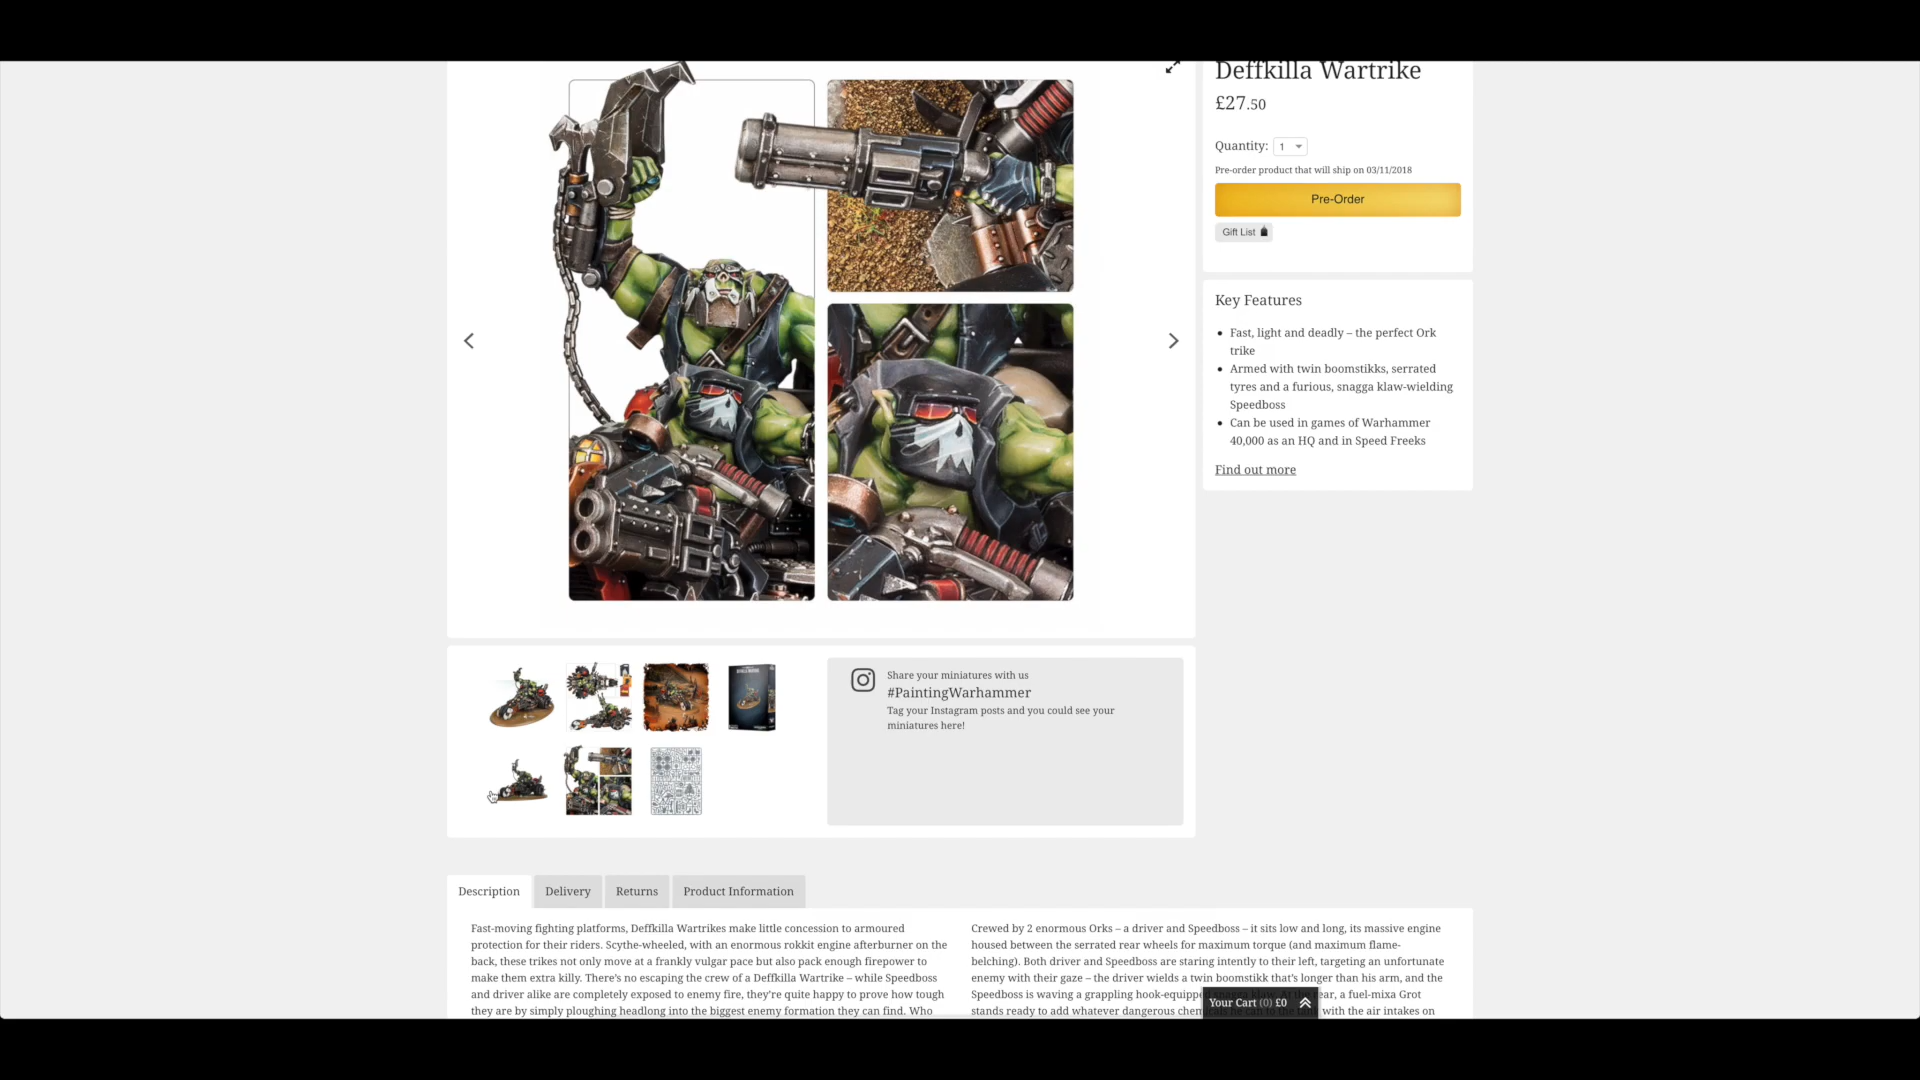 Deffkilla Wartrike
£27.50
Quantity: 1
Pre-order product that will ship on 03/11/2018
Pre-Order
Gift List
Key Features
Fast, light and deadly – the perfect Ork
trike
Armed with twin boomstikks, serrated
tyres and a furious, snagga klaw-wielding
Speedboss
Can be used in games of Warhammer
40,000 as an HQ and in Speed Freeks
Find out more
Share your miniatures with us
#PaintingWarhammer
Tag your Instagram posts and you could see your
miniatures here!
Description
Delivery
Returns
Product Information
Fast-moving fighting platforms, Deffkilla Wartrikes make little concession to armoured
protection for their riders. Scythe-wheeled, with an enormous rokkit engine afterburner on the
back, these trikes not only move at a frankly vulgar pace but also pack enough firepower to
make them extra killy. There's no escaping the crew of a Deffkilla Wartrike – while Speedboss
and driver alike are completely exposed to enemy fire, they're quite happy to prove how tough
they are by simply ploughing headlong into the biggest enemy formation they can find. Who
Crewed by 2 enormous Orks – a driver and Speedboss – it sits low and long, its massive engine
housed between the serrated rear wheels for maximum torque (and maximum flame-
belching). Both driver and Speedboss are staring intently to their left, targeting an unfortunate
enemy with their gaze – the driver wields a twin boomstikk that's longer than his arm, and the
Speedboss is waving a grappling hook-equipped snagga klaw. At the rear, a fuel-mixa Grot
stands ready to add whatever dangerous chemicals he can to the tank with the air intakes on
Your Cart (0) £0